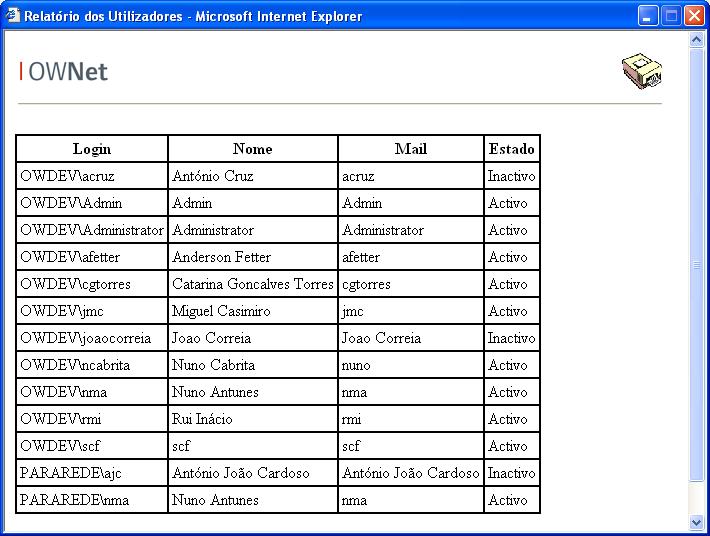 Relatório dos Utilizadores - Microsoft Internet Explorer
OWNet
Login Nome Mail Estado
OWDEV\acruz António Cruz acruz Inactivo
OWDEV\Admin Admin Admin Activo
OWDEV\Administrator Administrator Administrator Activo
OWDEV\afetter Anderson Fetter afetter Activo
OWDEV\cgtorres Catarina Goncalves Torres cgtorres Activo
OWDEV\jmc Miguel Casimiro jmc Activo
OWDEV\joaocorreia Joao Correia Joao Correia Inactivo
OWDEV\ncabrita Nuno Cabrita nuno Activo
OWDEV\nma Nuno Antunes nma Activo
OWDEV\rmi Rui Inácio rmi Activo
OWDEV\scf scf scf Activo
PARAREDE\ajc António João Cardoso António João Cardoso Inactivo
PARAREDE\nma Nuno Antunes nma Activo